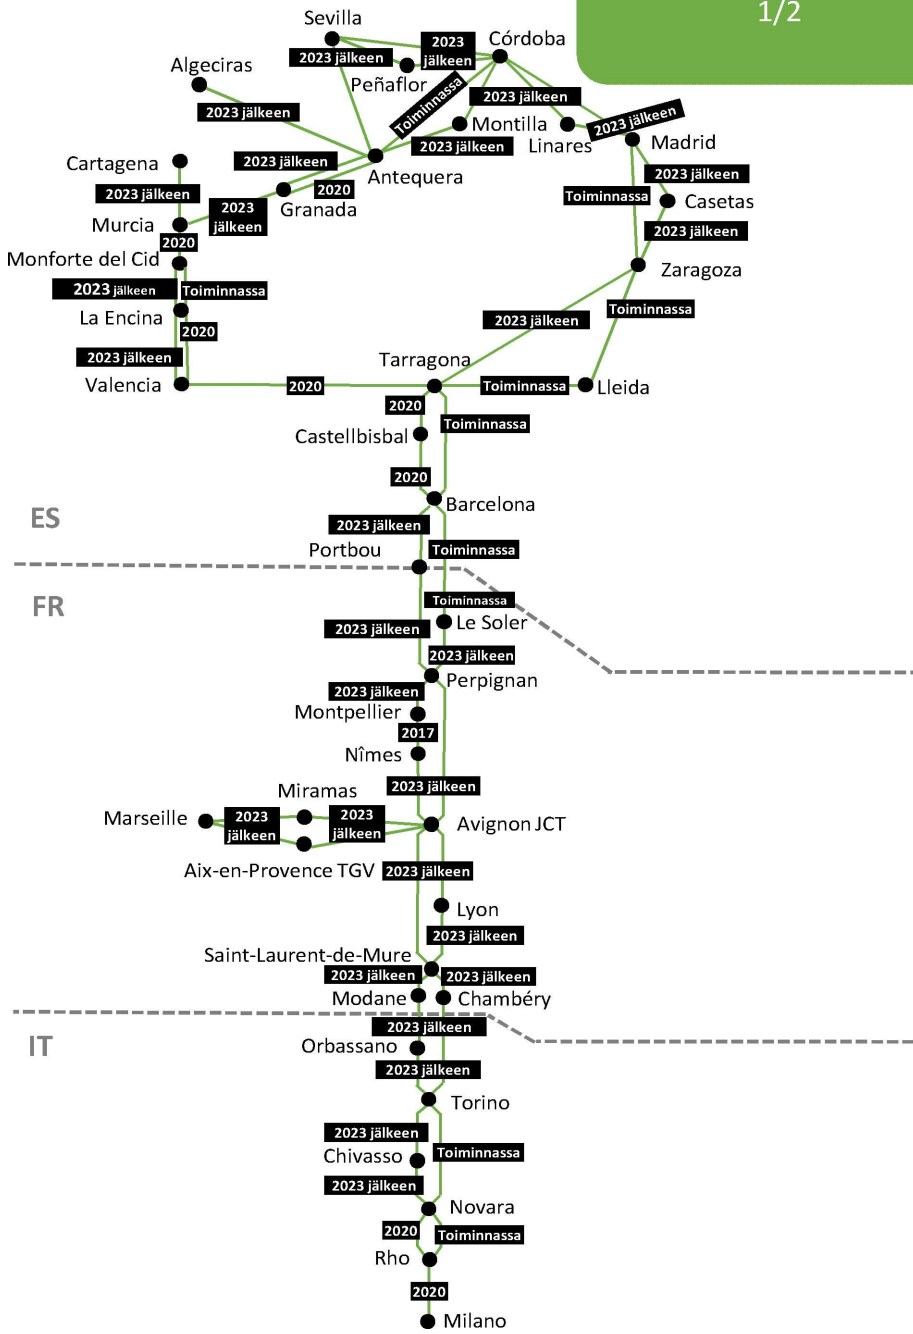 1/2
Sevilla
2023
jälkeen
Córdoba
2023 jälkeen
Algeciras
Peñaflor
Toiminnassa
2023 jälkeen
2023 jälkeen
Montilla
2023 jälkeen
Linares
2023 jälkeen
Madrid
Cartagena
2023 jälkeen
Antequera
2023 jälkeen
2023 jälkeen
2020
Toiminnassa
Casetas
Granada
2023
jälkeen
Murcia
2023 jälkeen
2020
Monforte del Cid
Zaragoza
2023 jälkeen
Toiminnassa
Toiminnassa
La Encina
2023 jälkeen
2020
2023 jälkeen
Tarragona
Valencia
2020
Toiminnassa
Lleida
2020
Toiminnassa
Castellbisbal
2020
Barcelona
ES
2023 jälkeen
Portbou
Toiminnassa
FR
Toiminnassa
Le Soler
2023 jälkeen
2023 jälkeen
Perpignan
2023 jälkeen
Montpellier
2017
Nîmes
2023 jälkeen
Miramas
Marseille
2023
jälkeen
2023
jälkeen
Avignon JCT
Aix-en-Provence TGV
2023 jälkeen
Lyon
2023 jälkeen
Saint-Laurent-de-Mure
2023 jälkeen
2023 jälkeen
Modane
Chambéry
2023 jälkeen
IT
Orbassano
2023 jälkeen
Torino
2023 jälkeen
Toiminnassa
Chivasso
2023 jälkeen
Novara
2020
Toiminnassa
Rho
2020
Milano